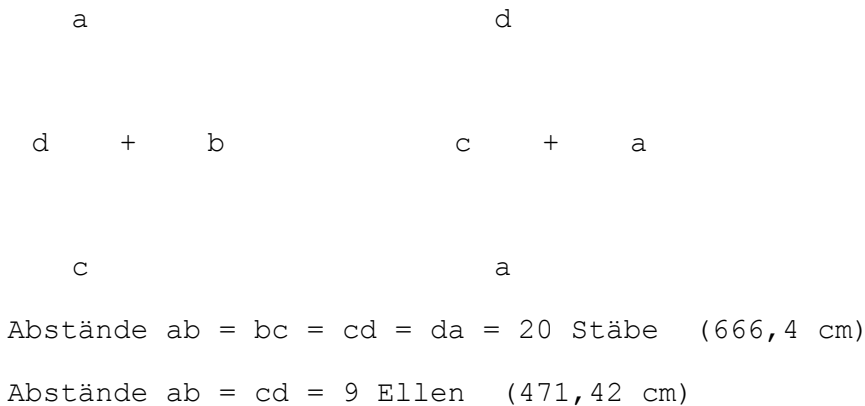 a d
d + b c + a
c a
Abstände ab = bc = cd = da = 20 Stäbe (666,4 cm)
Abstände ab = cd = 9 Ellen (471,42 cm)